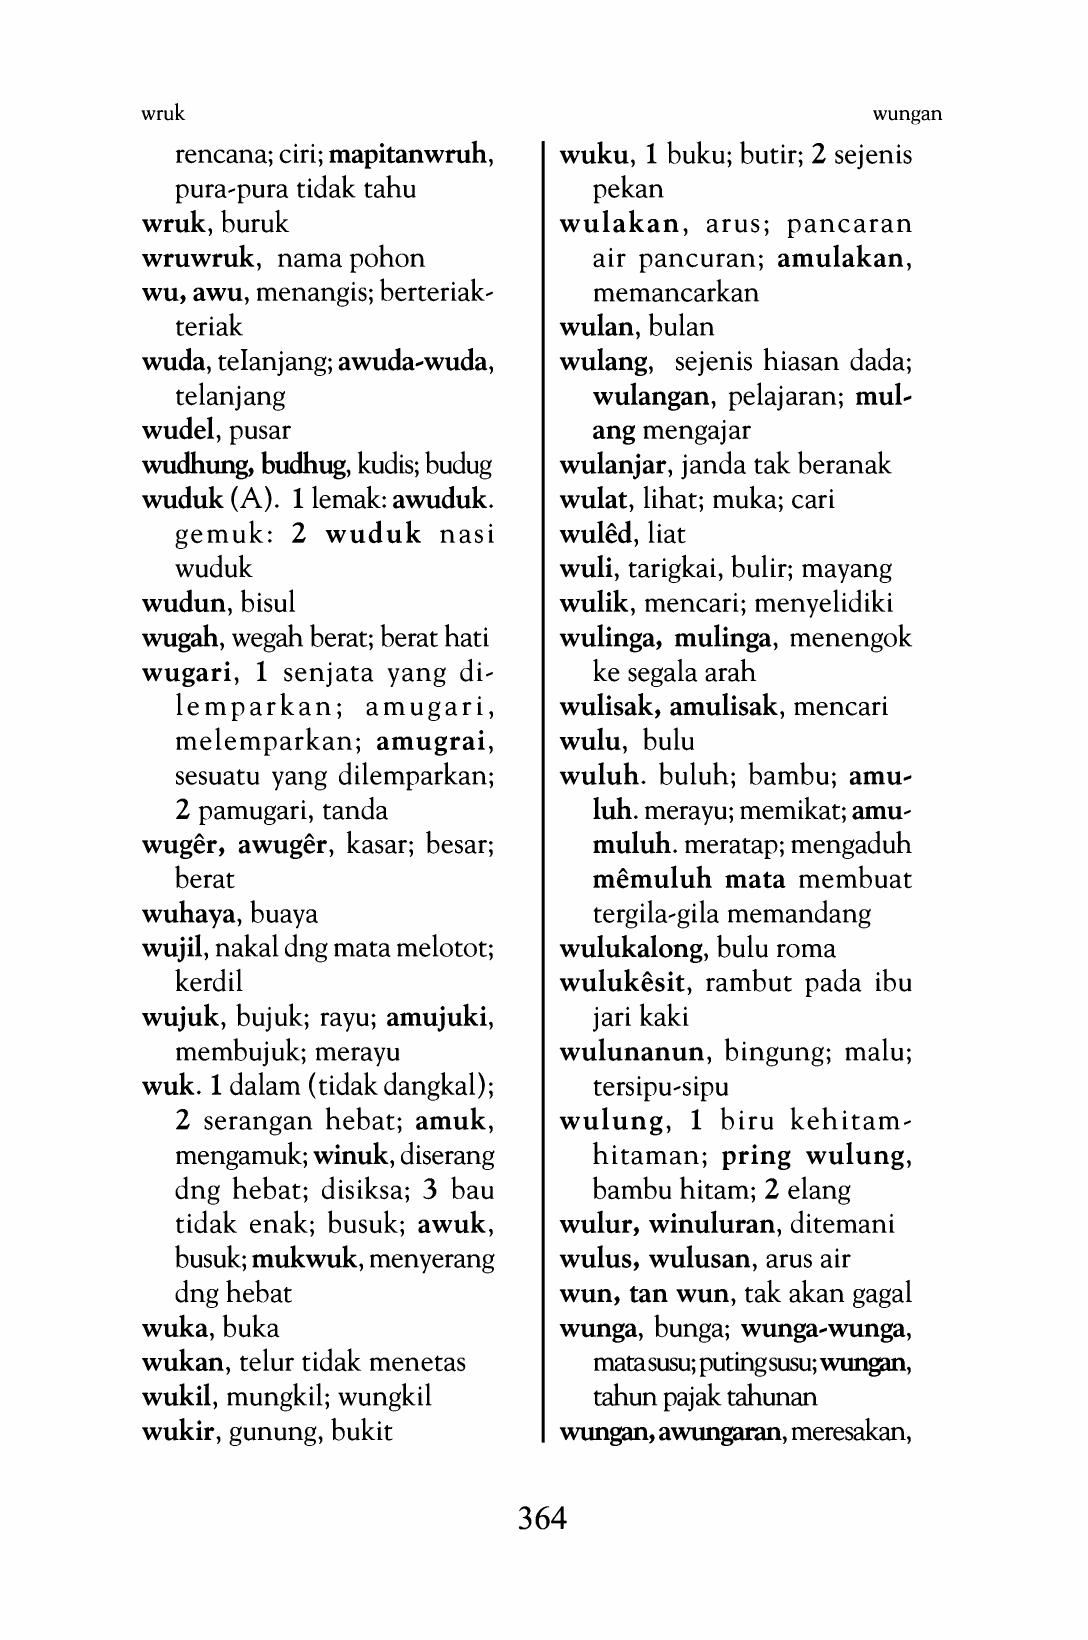 wruk
wungan
rencana; ciri; mapitanwruh,
pura-pura tidak tahu
wruk, buruk
wruwruk, nama pohon
wu, awu, menangis; berteriak-
teriak
wuda, teIanjang; awuda-wuda,
telanjang
wudel, pusar
wudhung, budhug, kudis; budug
wuduk (A). 1 lemak: awuduk.
gemuk: 2 wuduk nasi
wuduk
wudun, bisul
wugah, wegah berat; berat hati
wugari, 1 senjata yang di-
lemparkan; amugari,
melemparkan; amugrai,
sesuatu yang dilemparkan;
2 pamugari, tanda
wugêr, awugêr, kasar; besar;
berat
wuhaya, buaya
wujil, nakal dng mata melotot;
kerdil
wujuk, bujuk; rayu; amujuki,
membujuk; merayu
wuk. 1 dalam (tidak dangkal);
2 serangan hebat; amuk,
mengamuk; winuk, diserang
dng hebat; disiksa; 3 bau
tidak enak; busuk; awuk,
busuk; mukwuk, menyerang
dng hebat
wuka, buka
wukan, telur tidak menetas
wukil, mungkil; wungkil
wukir, gunung, bukit
wuku, 1 buku; butir; 2 sejenis
pekan
wulakan, arus; pancaran
air pancuran; amulakan,
memancarkan
wulan, bulan
wulang, sejenis hiasan dada;
wulangan, pelajaran; mul-
ang mengajar
wulanjar, janda tak beranak
wulat, lihat; muka; cari
wulêd, liat
wuli, tarigkai, bulir; mayang
wulik, mencari; menyelidiki
wulinga, mulinga, menengok
ke segala arah
wulisak, amulisak, mencari
wulu, bulu
wuluh. buluh; bambu; amu-
luh. merayu; memikat; amu-
muluh. meratap; mengaduh
mêmuluh mata membuat
tergila-gila memandang
wulukalong, bulu roma
wulukêsit, rambut pada ibu
jari kaki
wulunanun, bingung; malu;
tersipu-sipu
wulung, 1 biru kehitam-
hitaman; pring wulung,
bambu hitam; 2 elang
wulur, winuluran, ditemani
wulus, wulusan, arus air
wun, tan wun, tak akan gagal
wunga, bunga; wunga-wunga,
mata susu; puting susu; wungan,
tahun pajak tahunan
wungan, awungaran, meresakan,
364